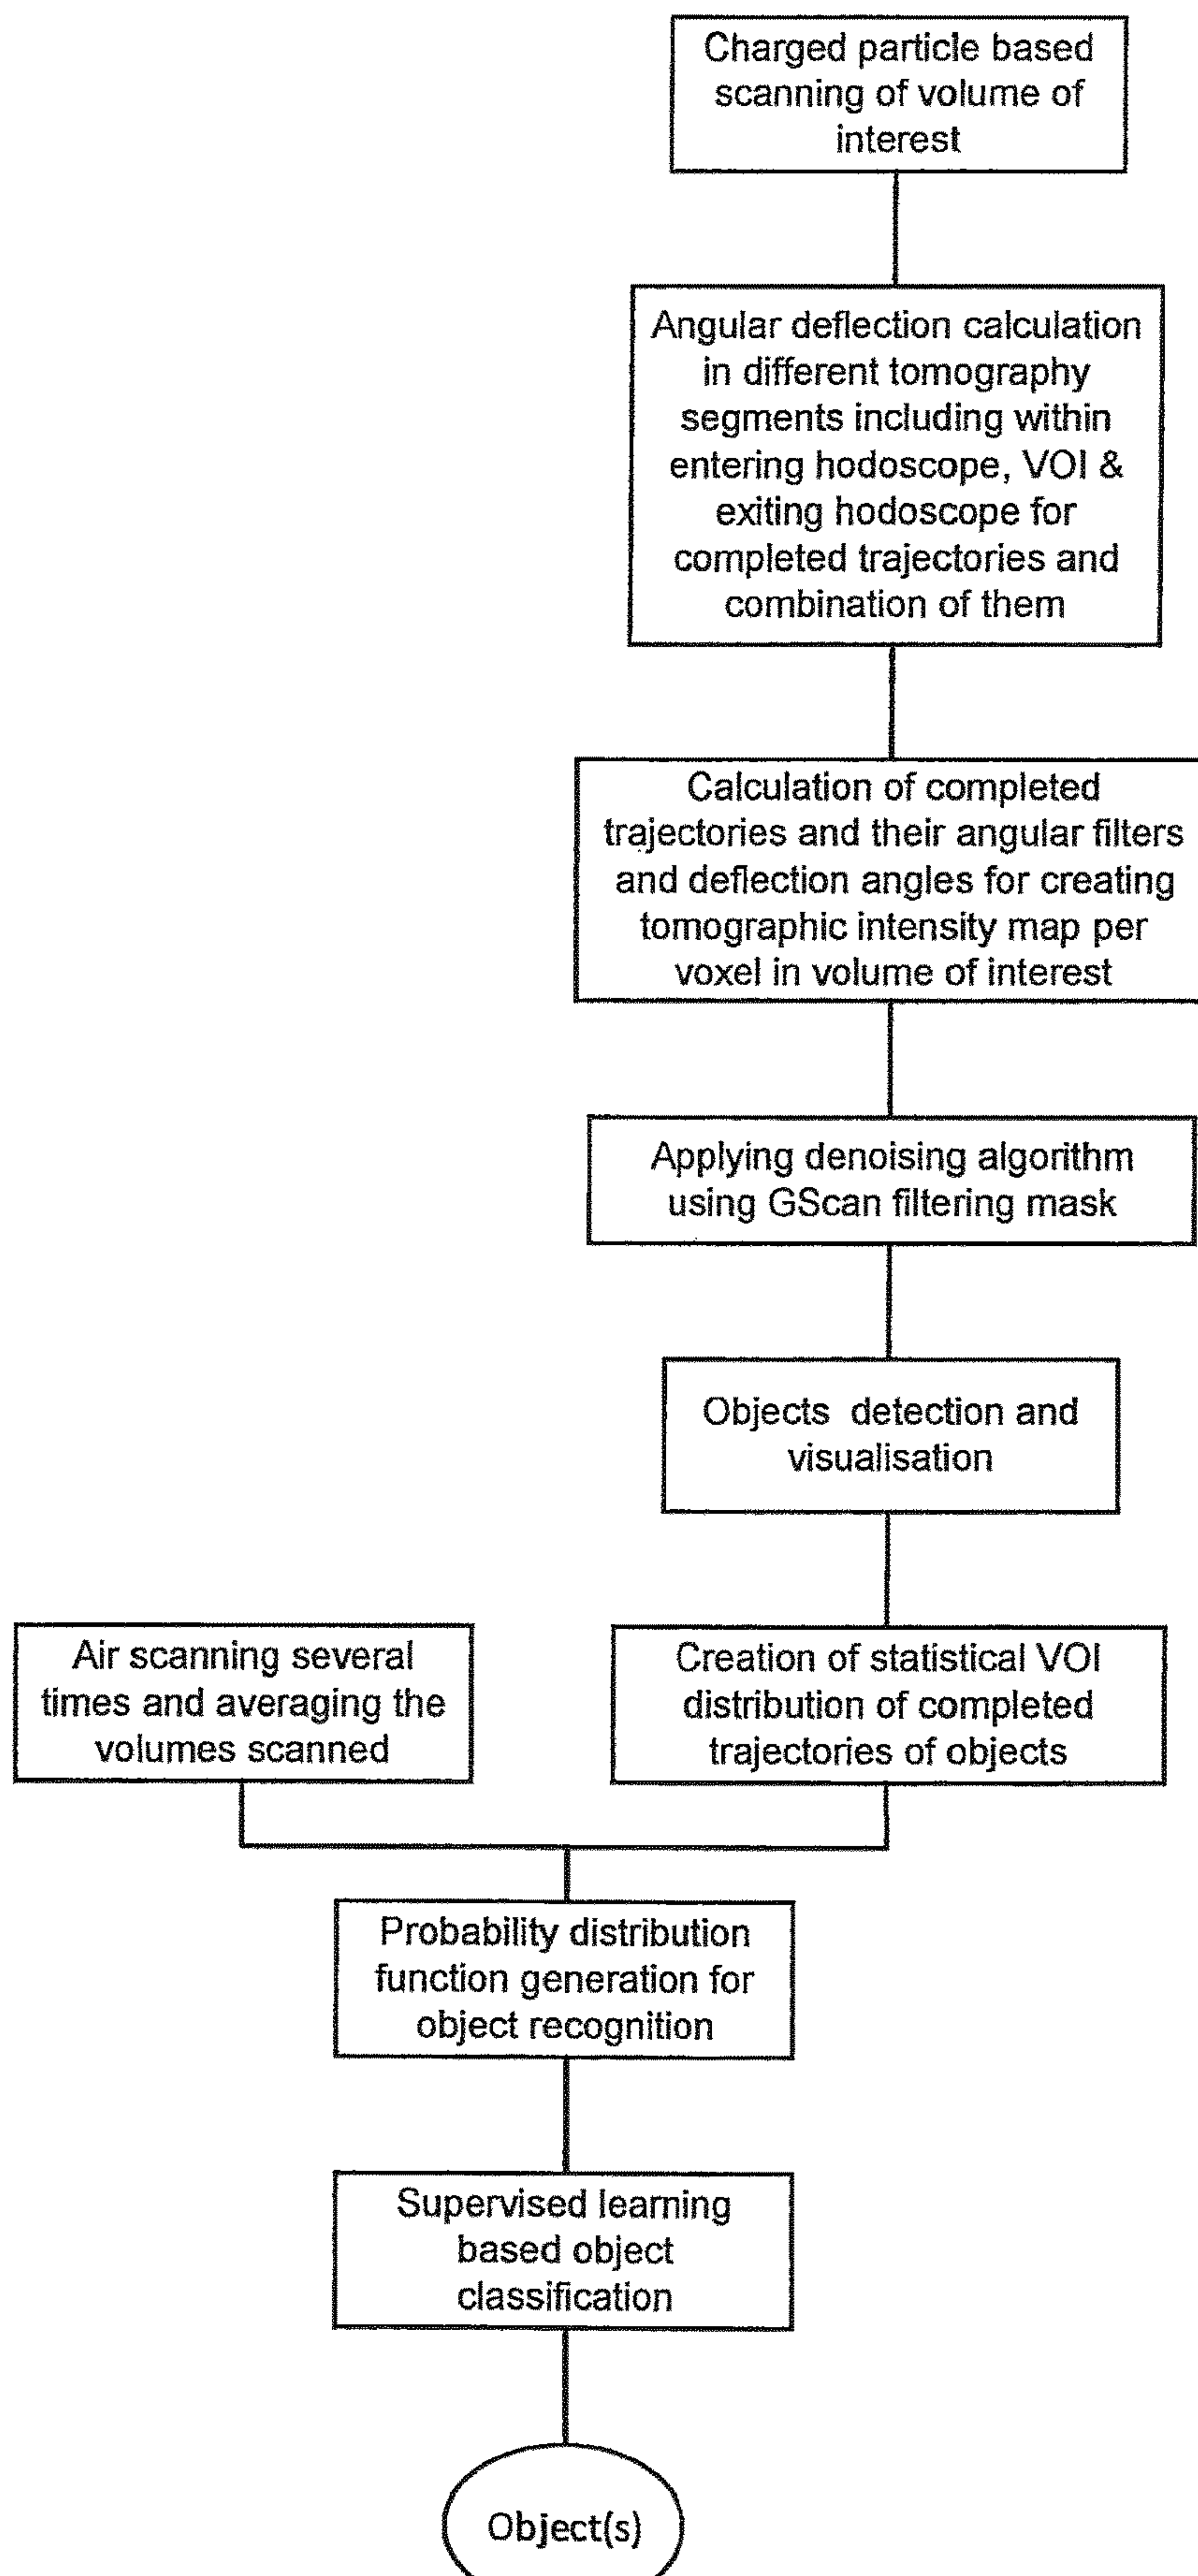 Charged particle based
scanning of volume of
interest
Angular deflection calculation
in different tomography
segments including within
entering hodoscope, VOI &
exiting hodoscope for
completed trajectories and
combination of them
Calculation of completed
trajectories and their angular filters
and deflection angles for creating
tomographic intensity map per
voxel in volume of interest
Applying denoising algorithm
using GScan filtering mask
Objects detection and
visualisation
Air scanning several
times and averaging the
volumes scanned
Creation of statistical VOI
distribution of completed
trajectories of objects
Probability distribution
function generation for
object recognition
Supervised learning
based object
classification
Object(s)